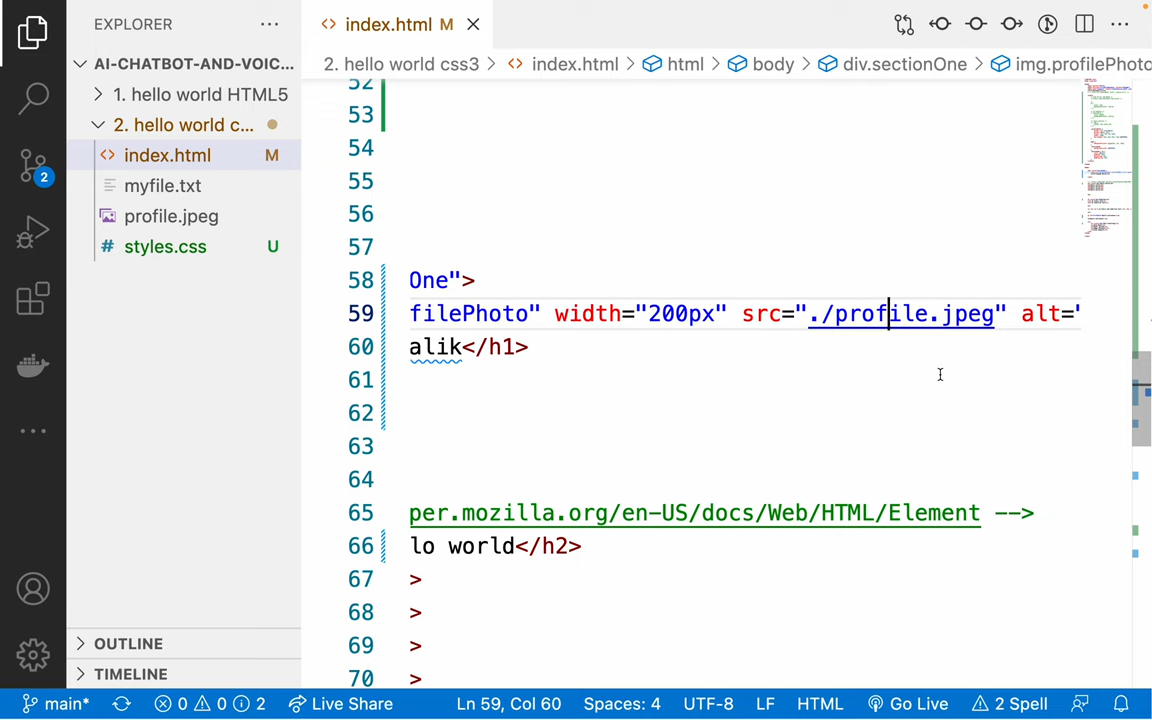 EXPLORER
AI-CHATBOT-AND-VOIC...
1. hello world HTML5
2. hello world c...
index.html M
myfile.txt
profile.jpeg
styles.css U
OUTLINE
TIMELINE
2
index.html M
2. hello world css3 > index.html > html > body > div.sectionOne > img.profilePhoto
52
53
54
55
56
57
58 One">
59 filePhoto" width="200px" src="./profile.jpeg" alt="
60 alik</h1>
61
62
63
64
65 per.mozilla.org/en-US/docs/Web/HTML/Element -->
66 lo world</h2>
67 >
68 >
69 >
70 >
main* 0 0 2 Live Share Ln 59, Col 60 Spaces: 4 UTF-8 LF HTML Go Live 2 Spell